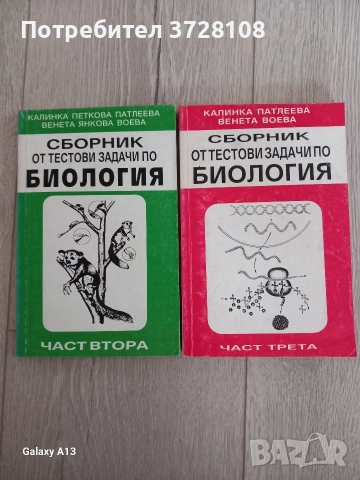 Потребител 3728108
КАЛИНКА ПЕТКОВА ПАТЛЕЕВА
ВЕНЕТА ЯНКОВА ВОЕВА
СБОРНИК
ОТ ТЕСТОВИ ЗАДАЧИ ПО
БИОЛОГИЯ
ЧАСТ ВТОРА
КАЛИНКА ПАТЛЕЕВА
ВЕНЕТА ВОЕВА
СБОРНИК
ОТ ТЕСТОВИ ЗАДАЧИ ПО
БИОЛОГИЯ
ЧАСТ ТРЕТА
Galaxy A13
BAZAR